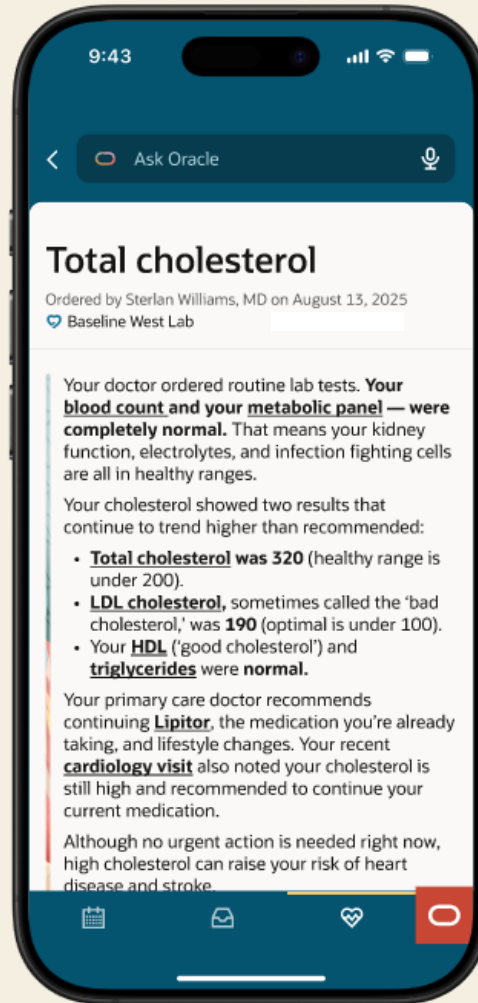 9:43
Ask Oracle
Total cholesterol
Ordered by Sterlan Williams, MD on August 13, 2025
Baseline West Lab
Your doctor ordered routine lab tests. Your
blood count and your metabolic panel — were
completely normal. That means your kidney
function, electrolytes, and infection fighting cells
are all in healthy ranges.
Your cholesterol showed two results that
continue to trend higher than recommended:
• Total cholesterol was 320 (healthy range is
under 200).
• LDL cholesterol, sometimes called the ‘bad
cholesterol,’ was 190 (optimal is under 100).
• Your HDL (‘good cholesterol’) and
triglycerides were normal.
Your primary care doctor recommends
continuing Lipitor, the medication you’re already
taking, and lifestyle changes. Your recent
cardiology visit also noted your cholesterol is
still high and recommended to continue your
current medication.
Although no urgent action is needed right now,
high cholesterol can raise your risk of heart
disease and stroke.